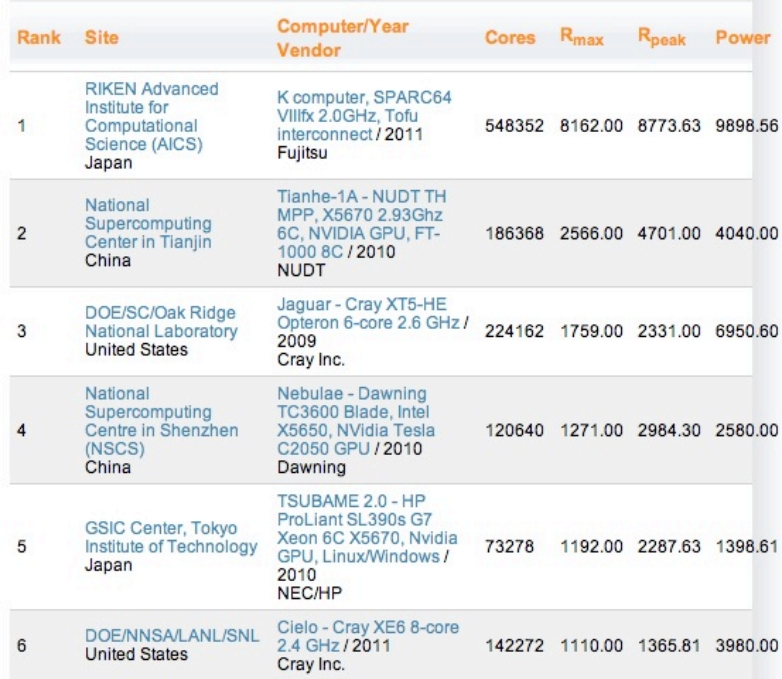 Rank Site Computer/Year Vendor Cores Rmax Rpeak Power
1 RIKEN Advanced Institute for Computational Science (AICS) Japan K computer, SPARC64 VIIIfx 2.0GHz, Tofu interconnect / 2011 Fujitsu 548352 8162.00 8773.63 9898.56
2 National Supercomputing Center in Tianjin China Tianhe-1A - NUDT TH MPP, X5670 2.93Ghz 6C, NVIDIA GPU, FT-1000 8C / 2010 NUDT 186368 2566.00 4701.00 4040.00
3 DOE/SC/Oak Ridge National Laboratory United States Jaguar - Cray XT5-HE Opteron 6-core 2.6 GHz / 2009 Cray Inc. 224162 1759.00 2331.00 6950.60
4 National Supercomputing Centre in Shenzhen (NSCS) China Nebulae - Dawning TC3600 Blade, Intel X5650, NVidia Tesla C2050 GPU / 2010 Dawning 120640 1271.00 2984.30 2580.00
5 GSIC Center, Tokyo Institute of Technology Japan TSUBAME 2.0 - HP ProLiant SL390s G7 Xeon 6C X5670, Nvidia GPU, Linux/Windows / 2010 NEC/HP 73278 1192.00 2287.63 1398.61
6 DOE/NNSA/LANL/SNL United States Cielo - Cray XE6 8-core 2.4 GHz / 2011 Cray Inc. 142272 1110.00 1365.81 3980.00